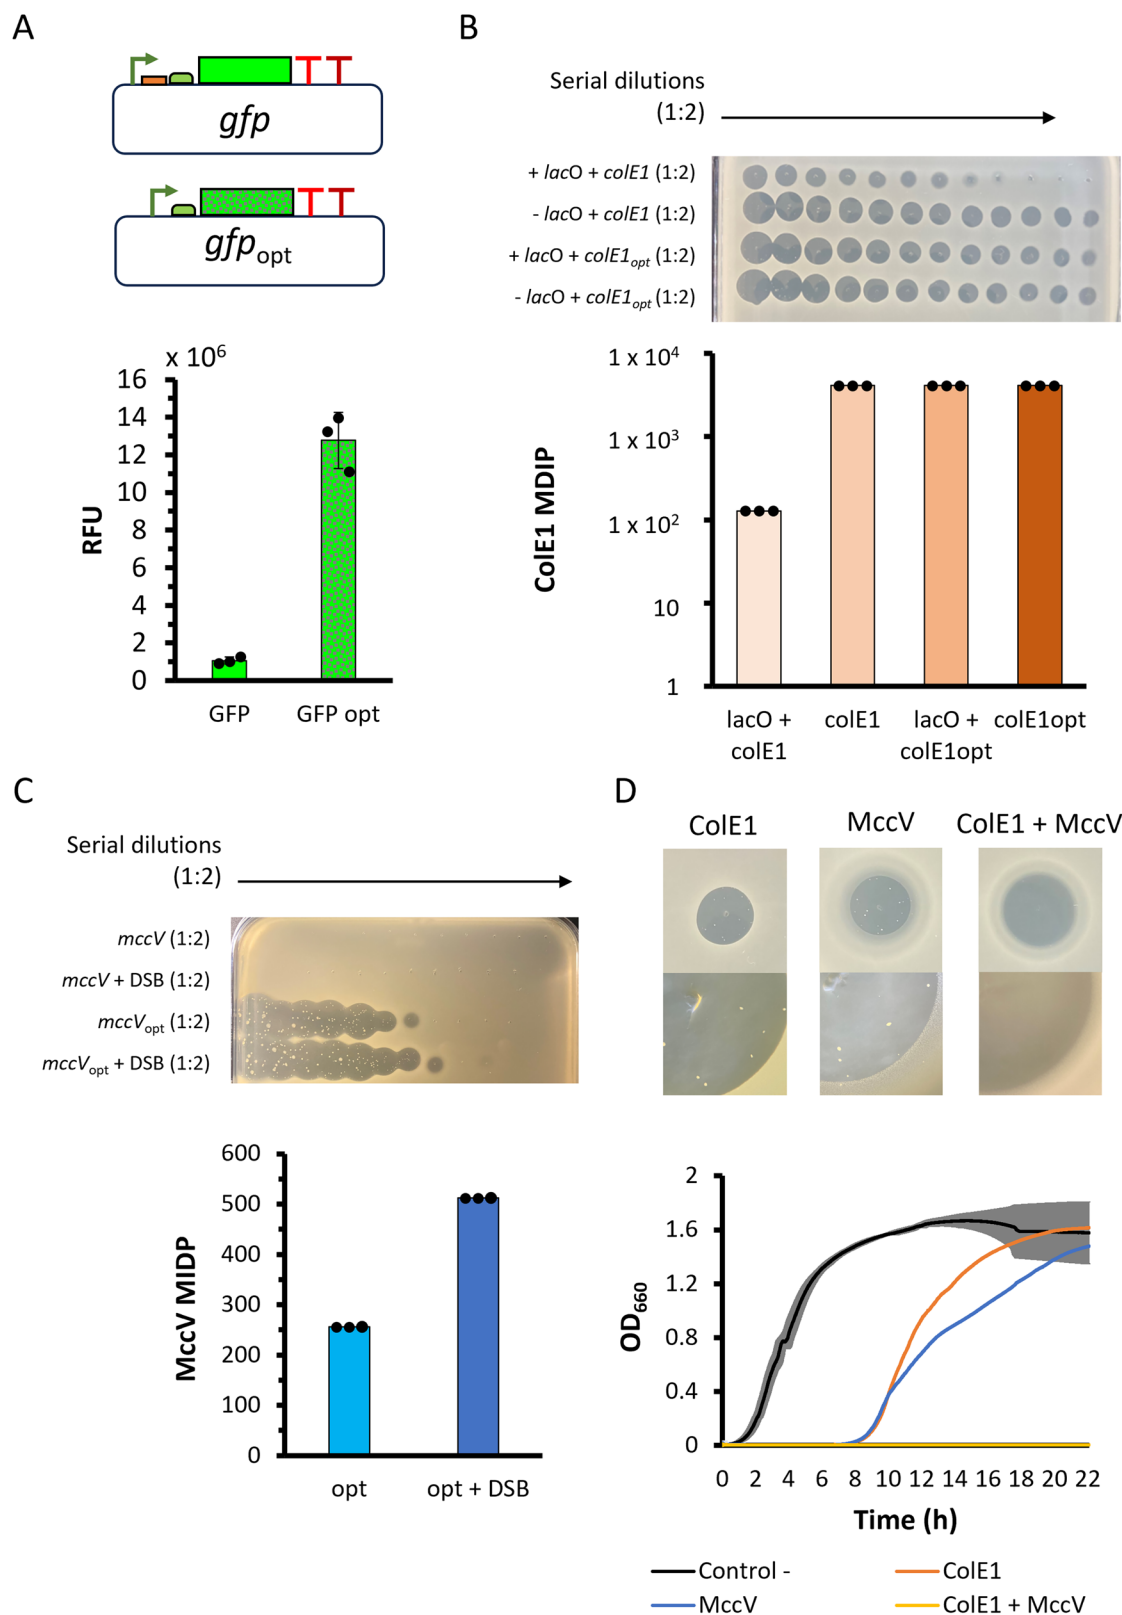 A
gfp
gfpopt
x 10⁶
16
14
12
10
8
6
4
2
0
RFU
GFP
GFP opt
B
Serial dilutions
(1:2)
+ lacO + colE1 (1:2)
- lacO + colE1 (1:2)
+ lacO + colE1opt (1:2)
- lacO + colE1opt (1:2)
1 x 10⁴
1 x 10³
1 x 10²
10
1
ColE1 MDIP
lacO +
colE1
colE1
lacO +
colE1opt
colE1opt
C
Serial dilutions
(1:2)
mccV (1:2)
mccV + DSB (1:2)
mccVopt (1:2)
mccVopt + DSB (1:2)
600
500
400
300
200
100
0
MccV MIDP
opt
opt + DSB
D
ColE1
MccV
ColE1 + MccV
2
1.6
1.2
0.8
0.4
0
OD660
0 2 4 6 8 10 12 14 16 18 20 22
Time (h)
Control -
ColE1
MccV
ColE1 + MccV